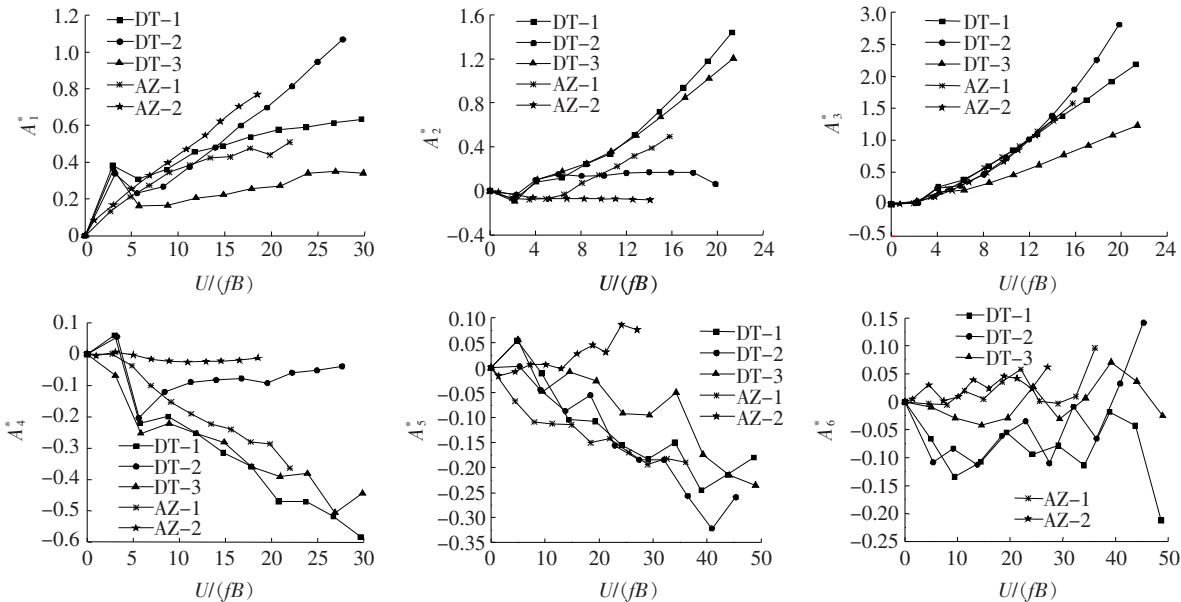 A₁*
1.2
1.0
0.8
0.6
0.4
0.2
0
0 5 10 15 20 25 30
U/(fB)
DT-1
DT-2
DT-3
AZ-1
AZ-2
A₂*
1.6
1.2
0.8
0.4
0
-0.4
0 4 8 12 16 20 24
U/(fB)
DT-1
DT-2
DT-3
AZ-1
AZ-2
A₃*
3.0
2.5
2.0
1.5
1.0
0.5
0
-0.5
0 4 8 12 16 20 24
U/(fB)
DT-1
DT-2
DT-3
AZ-1
AZ-2
A₄*
0.1
0
-0.1
-0.2
-0.3
-0.4
-0.5
-0.6
0 5 10 15 20 25 30
U/(fB)
DT-1
DT-2
DT-3
AZ-1
AZ-2
A₅*
0.10
0.05
0
-0.05
-0.10
-0.15
-0.20
-0.25
-0.30
-0.35
0 10 20 30 40 50
U/(fB)
DT-1
DT-2
DT-3
AZ-1
AZ-2
A₆*
0.15
0.10
0.05
0
-0.05
-0.10
-0.15
-0.20
-0.25
0 10 20 30 40 50
U/(fB)
DT-1
DT-2
DT-3
AZ-1
AZ-2